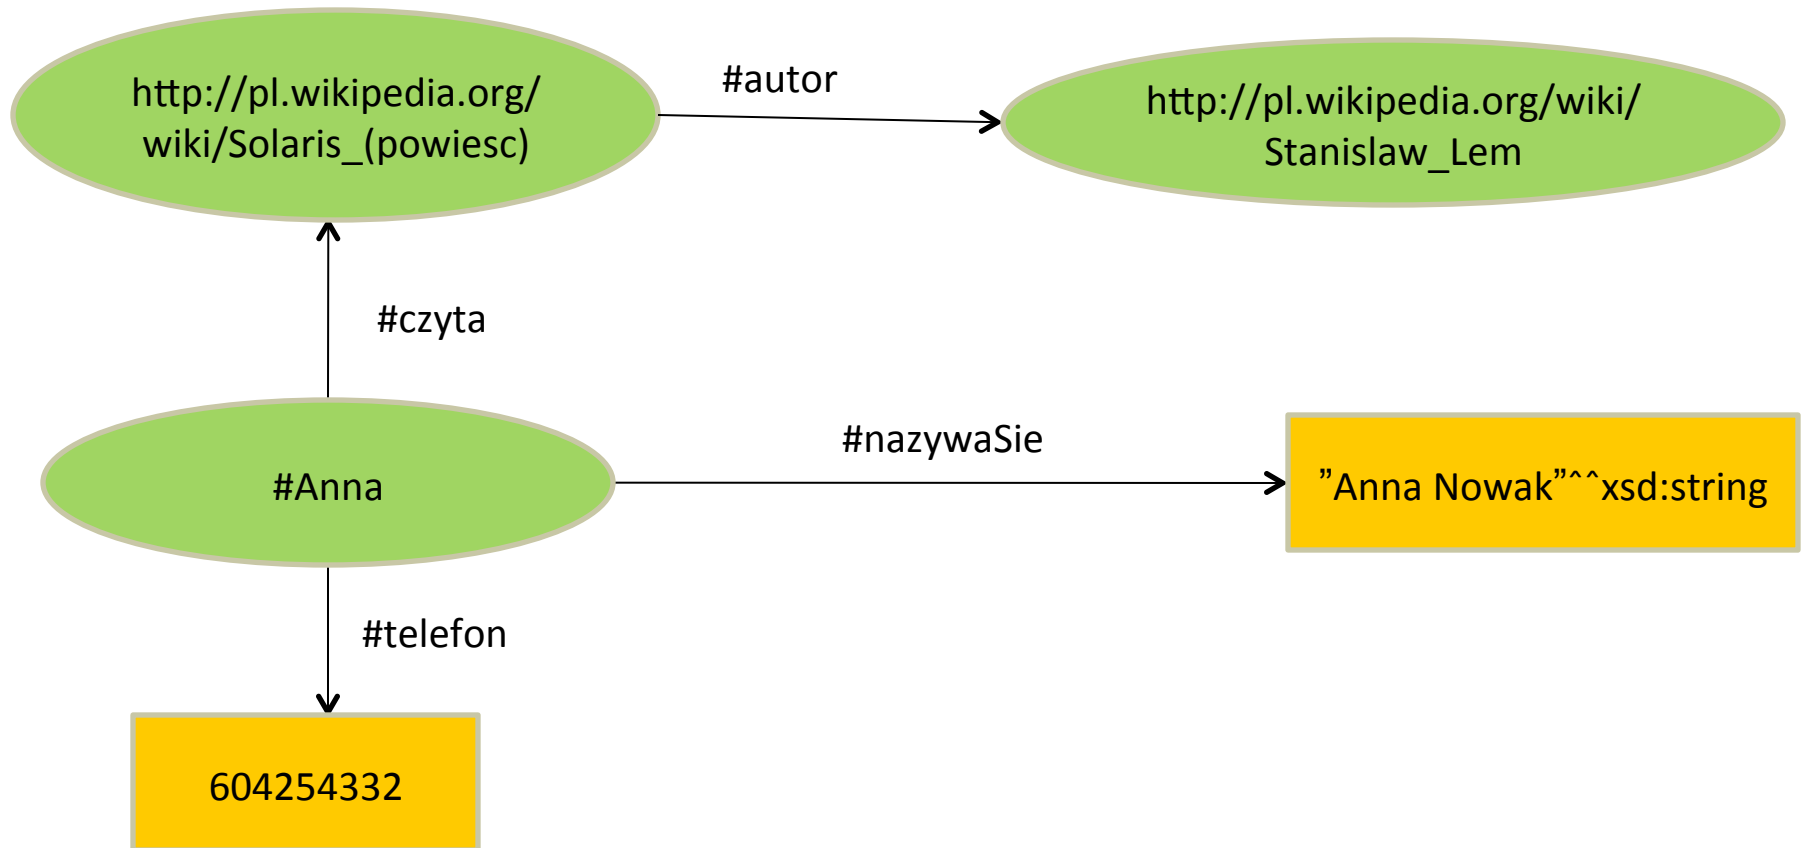 http://pl.wikipedia.org/
wiki/Solaris_(powiesc)
#autor
http://pl.wikipedia.org/wiki/
Stanislaw_Lem
#czyta
#Anna
#nazywaSie
”Anna Nowak”^^xsd:string
#telefon
604254332